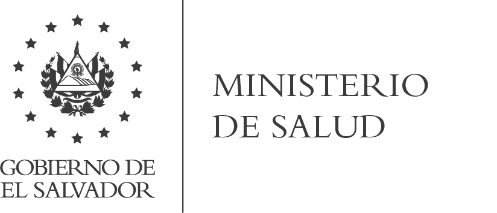 GOBIERNO DE
EL SALVADOR
MINISTERIO
DE SALUD